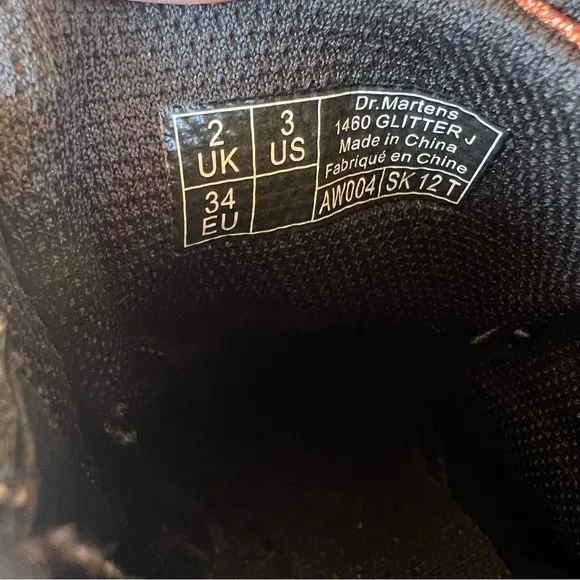 2
UK
3
US
34
EU
Dr.Martens
1460 GLITTER J
Made in China
Fabriqué en Chine
AW004 SK 12 T